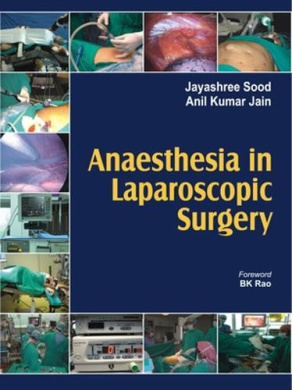 Jayashree Sood
Anil Kumar Jain
Anaesthesia in
Laparoscopic
Surgery
Foreword
BK Rao